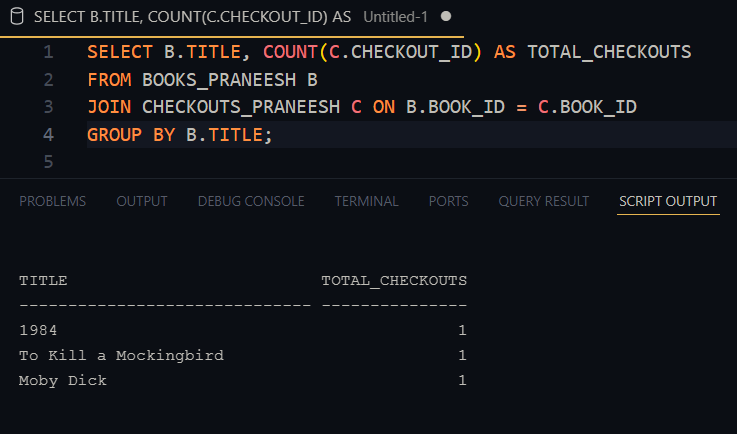 SELECT B.TITLE, COUNT(C.CHECKOUT_ID) AS Untitled-1
1 SELECT B.TITLE, COUNT(C.CHECKOUT_ID) AS TOTAL_CHECKOUTS
2 FROM BOOKS_PRANEESH B
3 JOIN CHECKOUTS_PRANEESH C ON B.BOOK_ID = C.BOOK_ID
4 GROUP BY B.TITLE;
5
PROBLEMS OUTPUT DEBUG CONSOLE TERMINAL PORTS QUERY RESULT SCRIPT OUTPUT
TITLE TOTAL_CHECKOUTS
------------------------------ ---------------
1984 1
To Kill a Mockingbird 1
Moby Dick 1